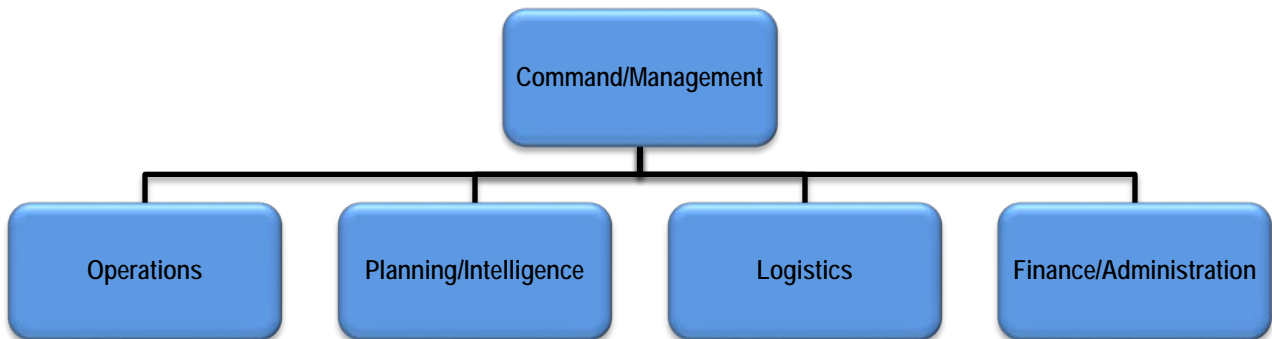 Command/Management
Operations
Planning/Intelligence
Logistics
Finance/Administration